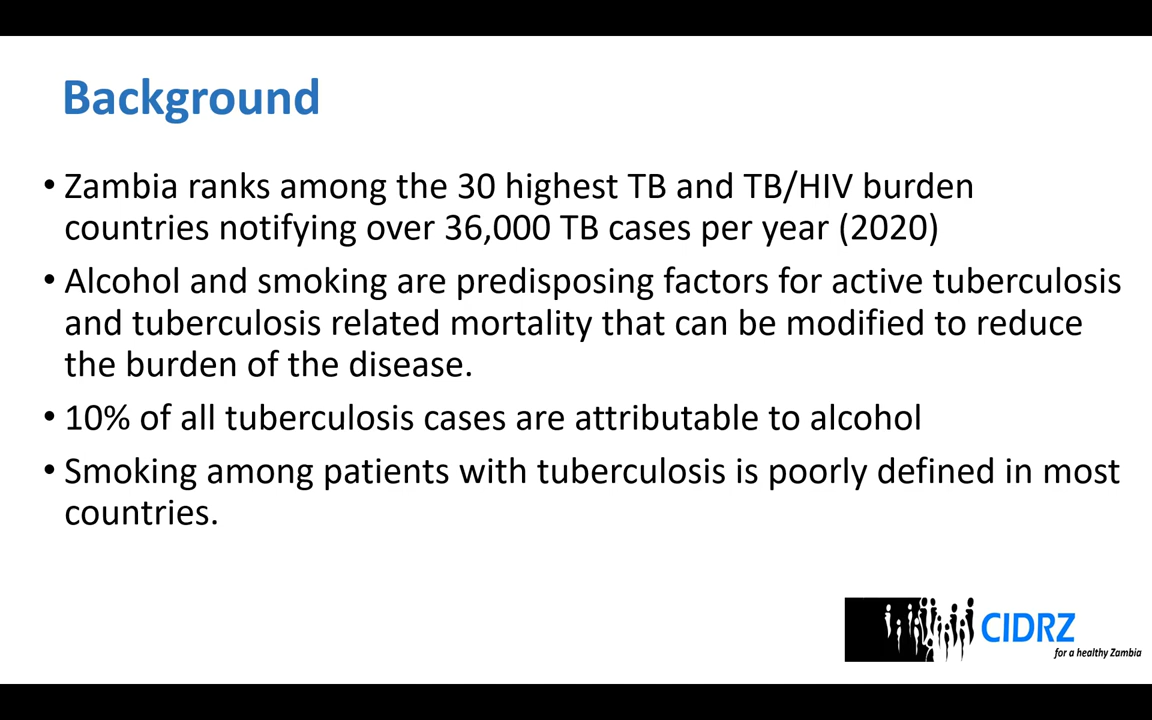 Background
• Zambia ranks among the 30 highest TB and TB/HIV burden
countries notifying over 36,000 TB cases per year (2020)
• Alcohol and smoking are predisposing factors for active tuberculosis
and tuberculosis related mortality that can be modified to reduce
the burden of the disease.
• 10% of all tuberculosis cases are attributable to alcohol
• Smoking among patients with tuberculosis is poorly defined in most
countries.
CIDRZ
for a healthy Zambia